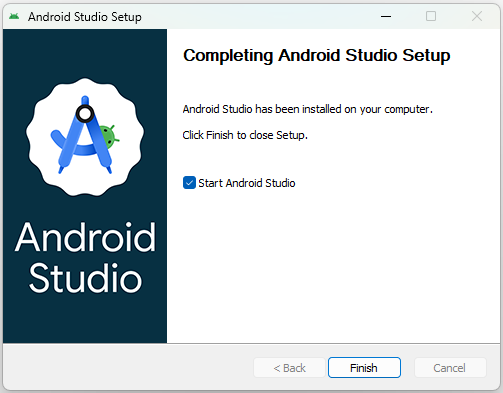 Android Studio Setup
Completing Android Studio Setup
Android Studio has been installed on your computer.
Click Finish to close Setup.
Start Android Studio
Android
Studio
< Back
Finish
Cancel